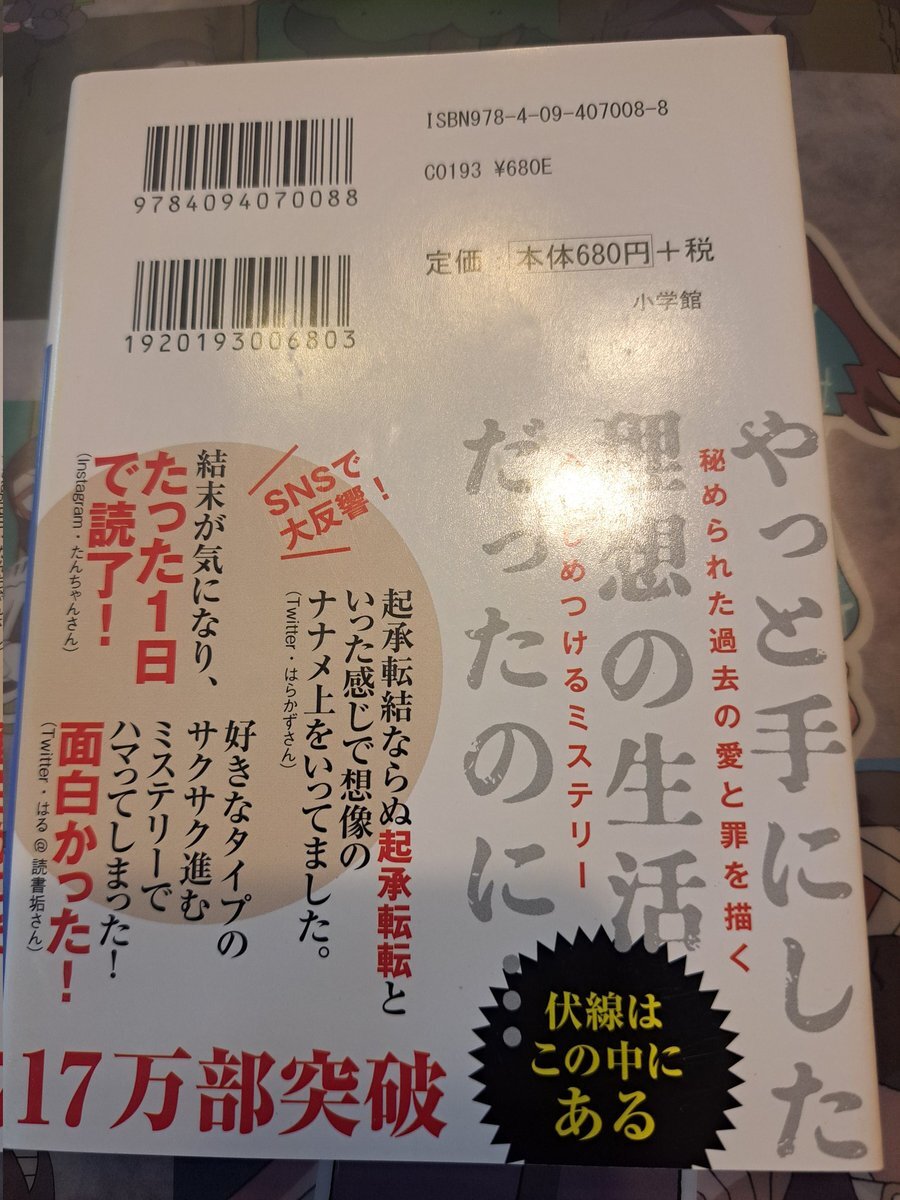 ISBN978-4-09-407008-8
C0193 ¥680E
9784094070088
定価 本体680円+税
小学館
1920193006803
やっと手にした
秘められた過去の愛と罪を描く
理想の生活
めつけるミステリー
だったのに…
SNSで
大反響!
起承転結ならぬ起承転転と
いった感じで想像の
ナナメ上をいってました。
(Twitter・はらかずさん)
結末が気になり、
たった1日
で読了!
(Instagram・たんちゃんさん)
好きなタイプの
サクサク進む
ミステリーで
ハマってしまった!
面白かった!
(Twitter・はる@読書垢さん)
伏線は
この中に
ある
17万部突破